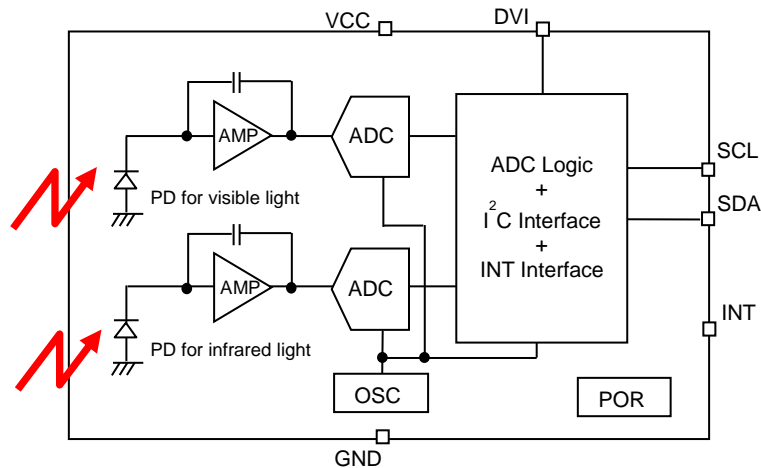 VCC
DVI
AMP
ADC
PD for visible light
ADC Logic
+
I²C Interface
+
INT Interface
SCL
SDA
INT
AMP
ADC
PD for infrared light
OSC
POR
GND